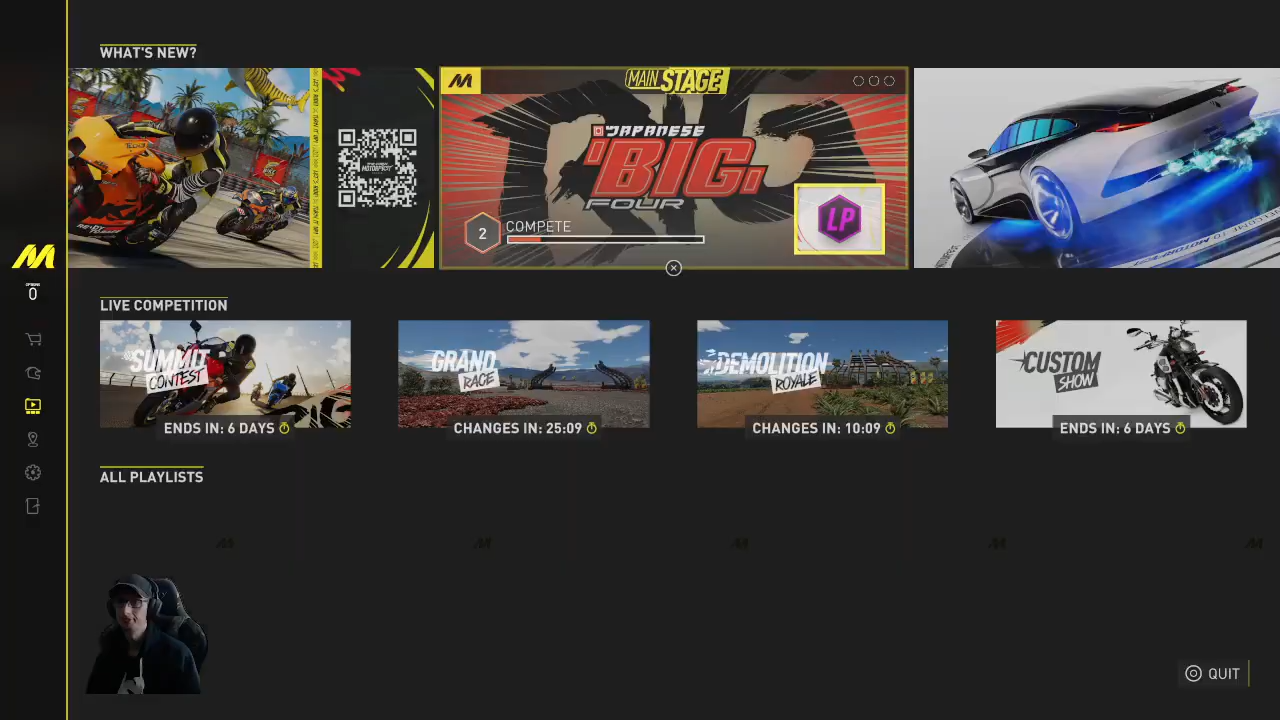 WHAT'S NEW?
MAIN STAGE
JAPANESE
'BIG.
FOUR
2 COMPETE
LP
OPTIONS
LIVE COMPETITION
SUMMIT
CONTEST
ENDS IN: 6 DAYS
GRAND
RACE
CHANGES IN: 25:09
DEMOLITION
ROYALE
CHANGES IN: 10:09
CUSTOM
SHOW
ENDS IN: 6 DAYS
ALL PLAYLISTS
QUIT